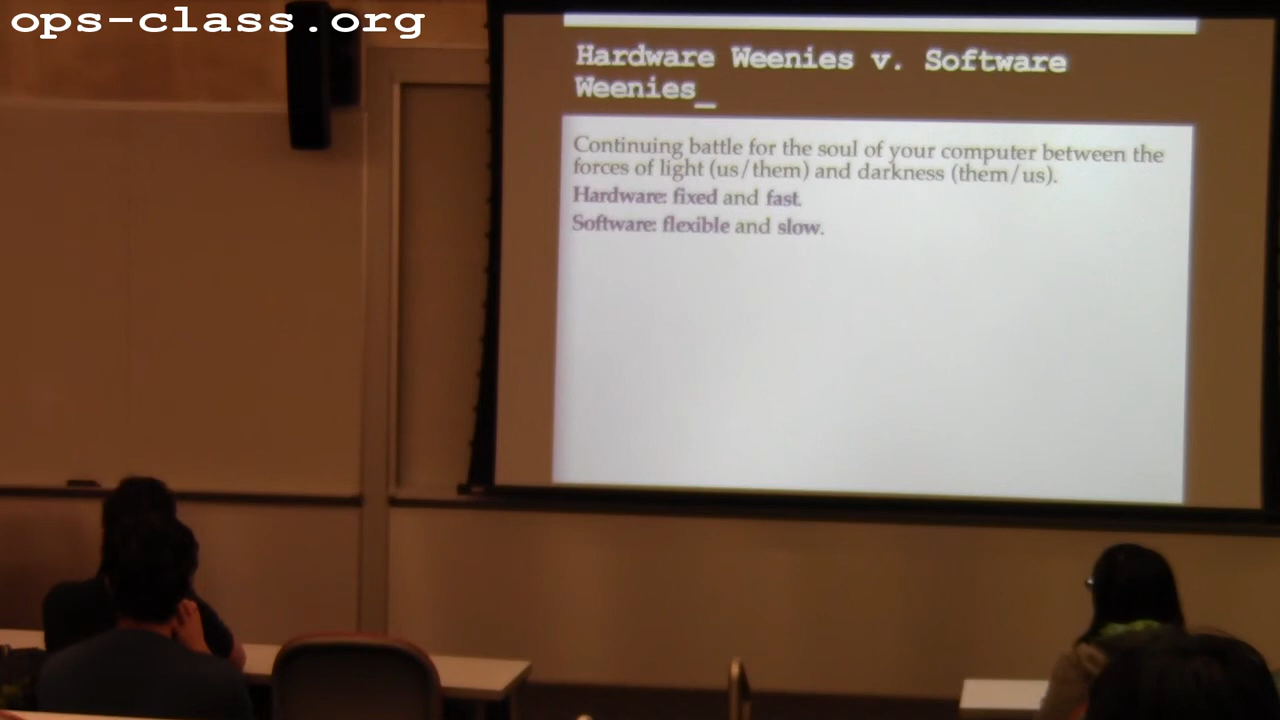 ops-class.org
Hardware Weenies v. Software
Weenies_
Continuing battle for the soul of your computer between the
forces of light (us/them) and darkness (them/us).
Hardware: fixed and fast.
Software: flexible and slow.